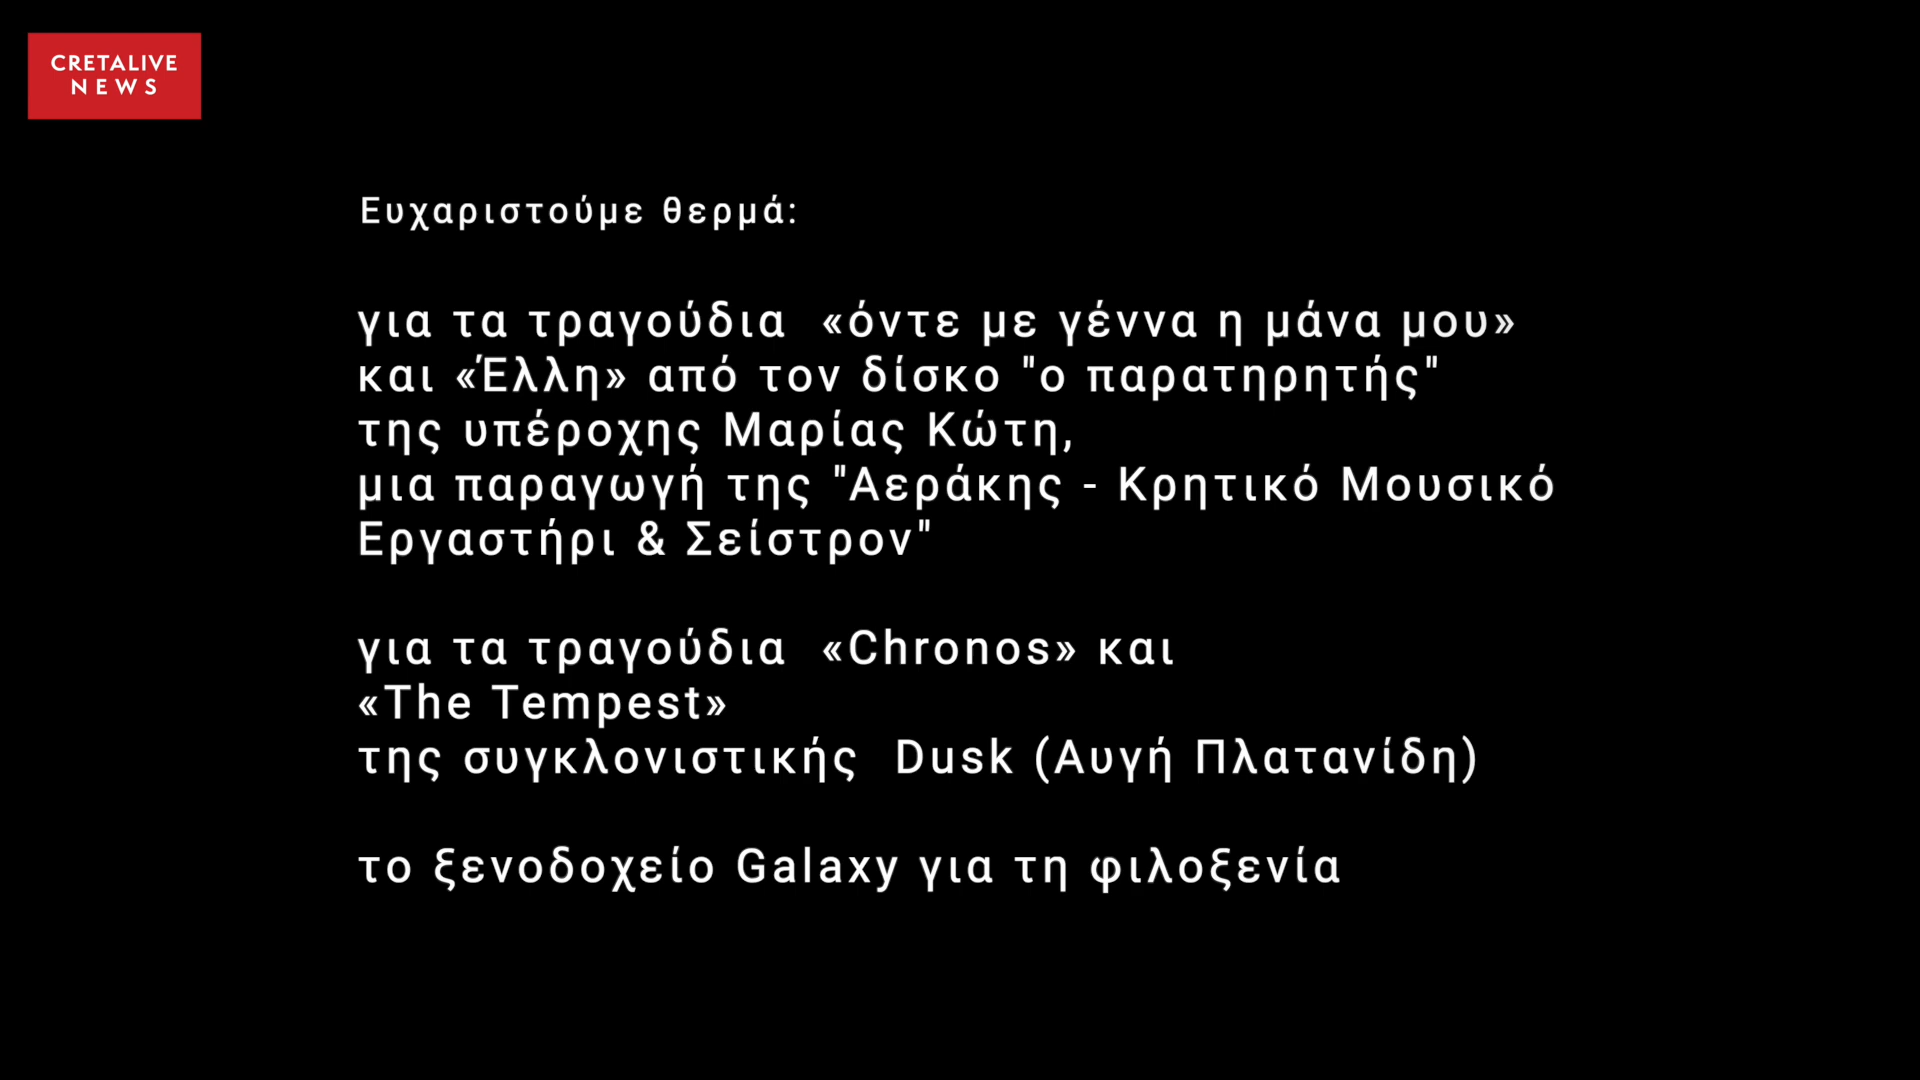 CRETALIVE
NEWS
Ευχαριστούμε θερμά:
για τα τραγούδια «όντε με γέννα η μάνα μου»
και «Έλλη» από τον δίσκο "ο παρατηρητής"
της υπέροχης Μαρίας Κώτη,
μια παραγωγή της "Αεράκης - Κρητικό Μουσικό
Εργαστήρι & Σείστρον"
για τα τραγούδια «Chronos» και
«The Tempest»
της συγκλονιστικής Dusk (Αυγή Πλατανίδη)
το ξενοδοχείο Galaxy για τη φιλοξενία